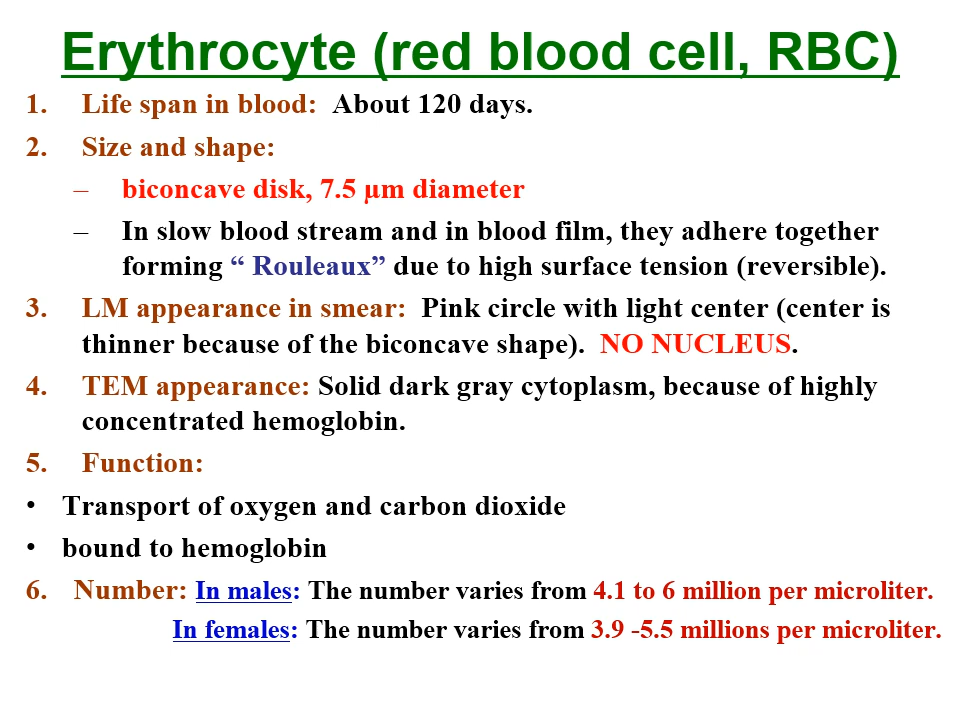 Erythrocyte (red blood cell, RBC)
1. Life span in blood: About 120 days.
2. Size and shape:
– biconcave disk, 7.5 µm diameter
– In slow blood stream and in blood film, they adhere together
forming “ Rouleaux” due to high surface tension (reversible).
3. LM appearance in smear: Pink circle with light center (center is
thinner because of the biconcave shape). NO NUCLEUS.
4. TEM appearance: Solid dark gray cytoplasm, because of highly
concentrated hemoglobin.
5. Function:
• Transport of oxygen and carbon dioxide
• bound to hemoglobin
6. Number: In males: The number varies from 4.1 to 6 million per microliter.
In females: The number varies from 3.9 -5.5 millions per microliter.